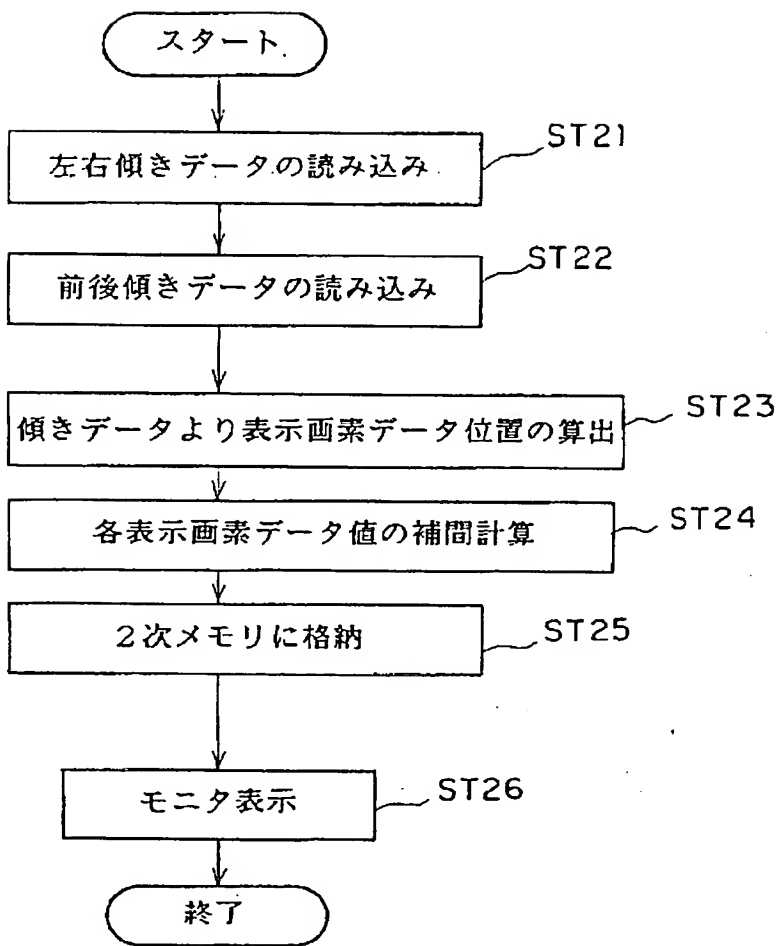 スタート
左右傾きデータの読み込み
ST21
前後傾きデータの読み込み
ST22
傾きデータより表示画素データ位置の算出
ST23
各表示画素データ値の補間計算
ST24
2次メモリに格納
ST25
モニタ表示
ST26
終了